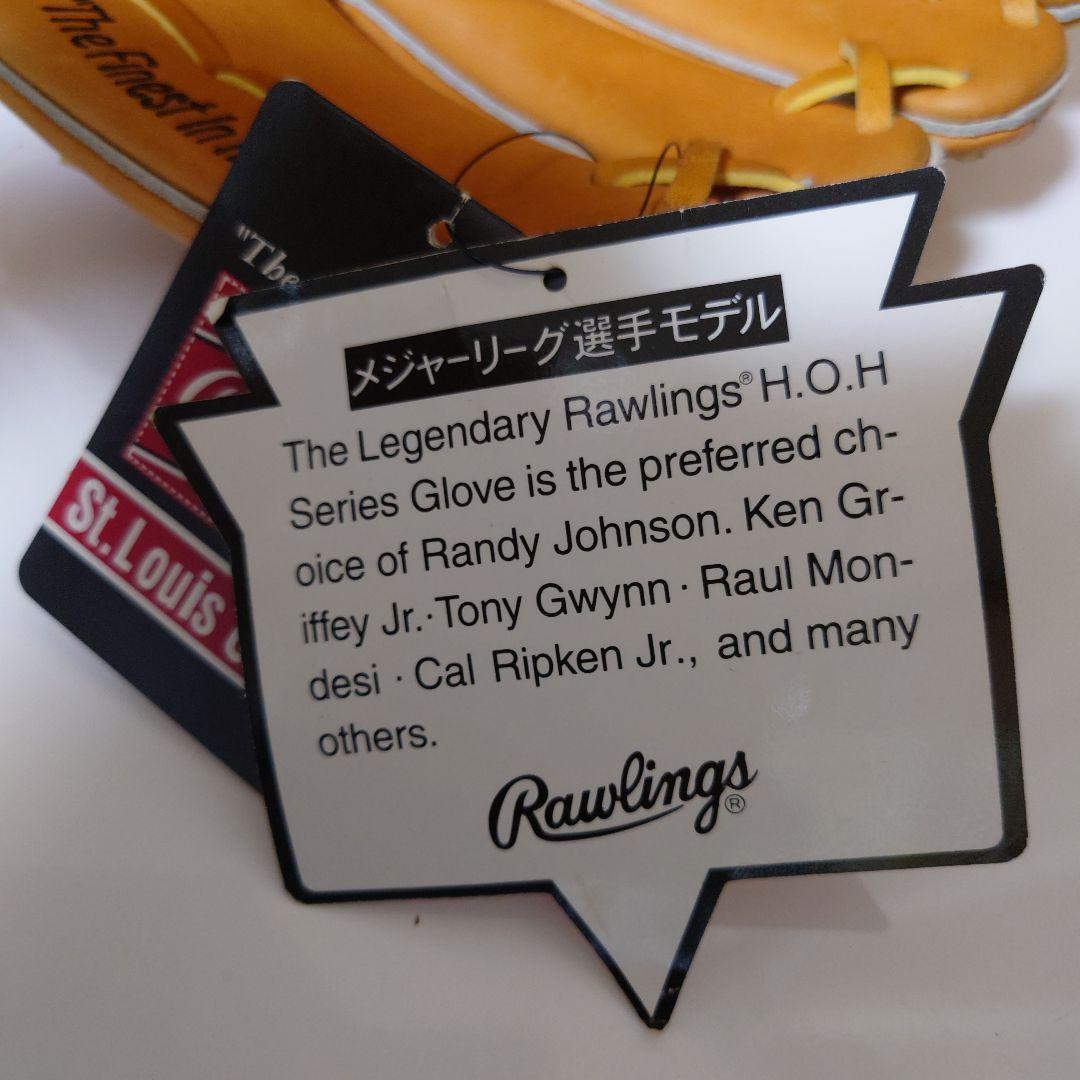 "The Finest In
"The
St. Louis
メジャーリーグ選手モデル
The Legendary Rawlings® H.O.H
Series Glove is the preferred ch-
oice of Randy Johnson. Ken Gr-
iffey Jr.·Tony Gwynn · Raul Mon-
desi · Cal Ripken Jr., and many
others.
Rawlings®